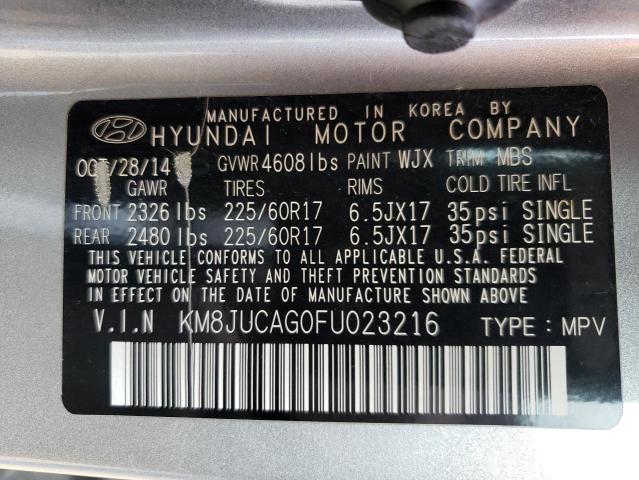 MANUFACTURED IN KOREA BY
HYUNDAI MOTOR COMPANY
OCT/28/14 GVWR 4608 lbs PAINT WJX TRIM MBS
GAWR TIRES RIMS COLD TIRE INFL
FRONT 2326 lbs 225/60R17 6.5JX17 35psi SINGLE
REAR 2480 lbs 225/60R17 6.5JX17 35psi SINGLE
THIS VEHICLE CONFORMS TO ALL APPLICABLE U.S.A. FEDERAL
MOTOR VEHICLE SAFETY AND THEFT PREVENTION STANDARDS
IN EFFECT ON THE DATE OF MANUFACTURE SHOWN ABOVE.
V.I.N KM8JUCAG0FU023216 TYPE : MPV